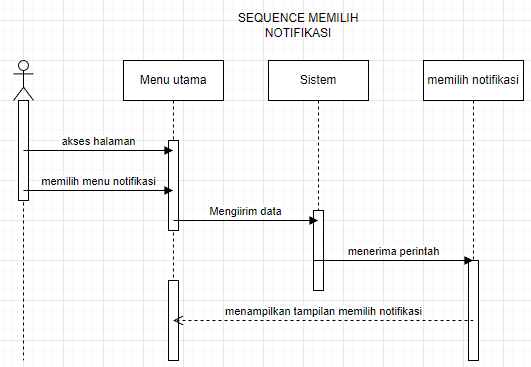 SEQUENCE MEMILIH
NOTIFIKASI
Menu utama
Sistem
memilih notifikasi
akses halaman
memilih menu notifikasi
Mengiirim data
menerima perintah
menampilkan tampilan memilih notifikasi